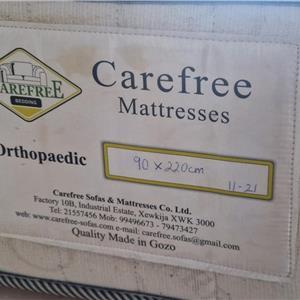 CAREFREE
BEDDING
Carefree
Mattresses
Orthopaedic
90 x 220cm
11-21
Carefree Sofas & Mattresses Co. Ltd.
Factory 10B, Industrial Estate, Xewkija XWK 3000
Tel: 21557456 Mob: 99496673 - 79473427
www.carefree-sofas.com e-mail: carefree.sofas@gmail.com
Quality Made in Gozo